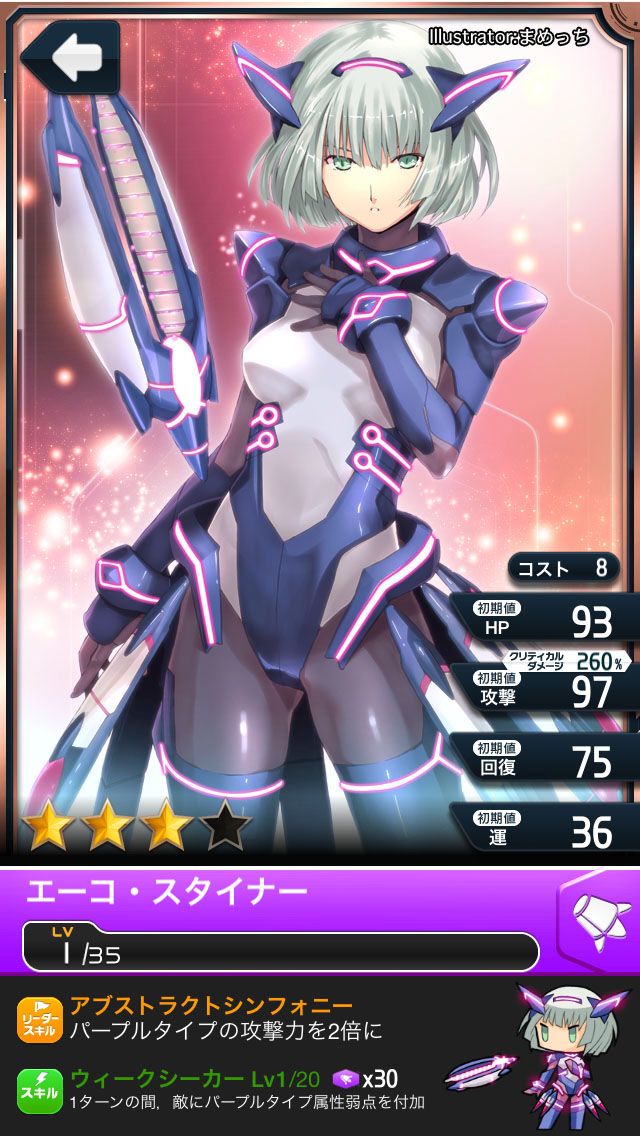 Illustrator:まめっち
コスト 8
初期値
HP 93
クリティカル
ダメージ 260%
初期値
攻撃 97
初期値
回復 75
初期値
運 36
エーコ・スタイナー
LV
1/35
リーダー
スキル
アブストラクトシンフォニー
パープルタイプの攻撃力を2倍に
スキル
ウィークシーカー Lv1/20 x30
1ターンの間，敵にパープルタイプ属性弱点を付加